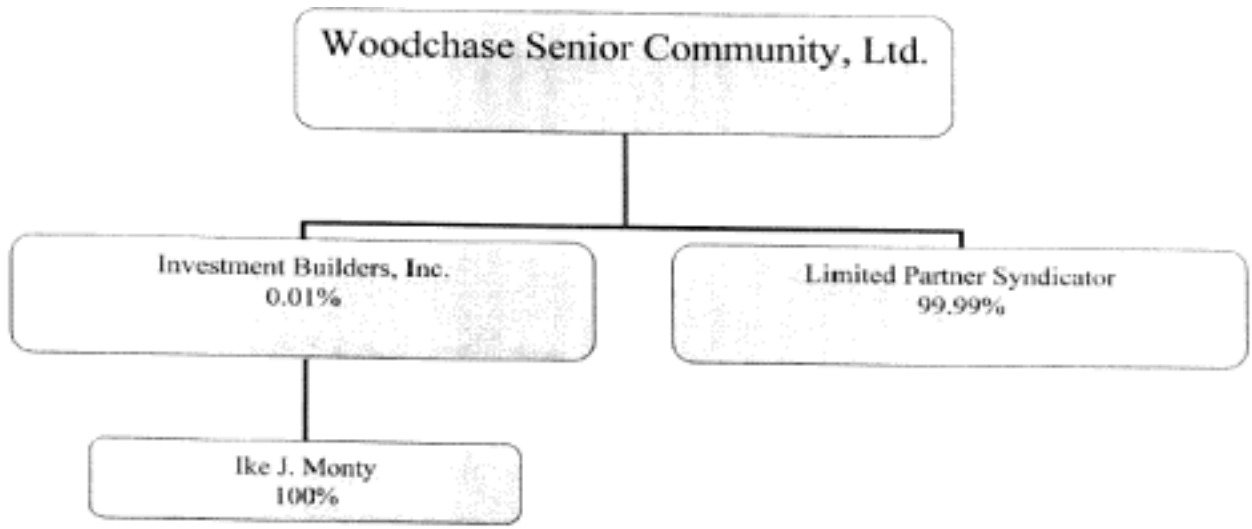 Woodchase Senior Community, Ltd.
Investment Builders, Inc.
0.01%
Limited Partner Syndicator
99.99%
Ike J. Monty
100%